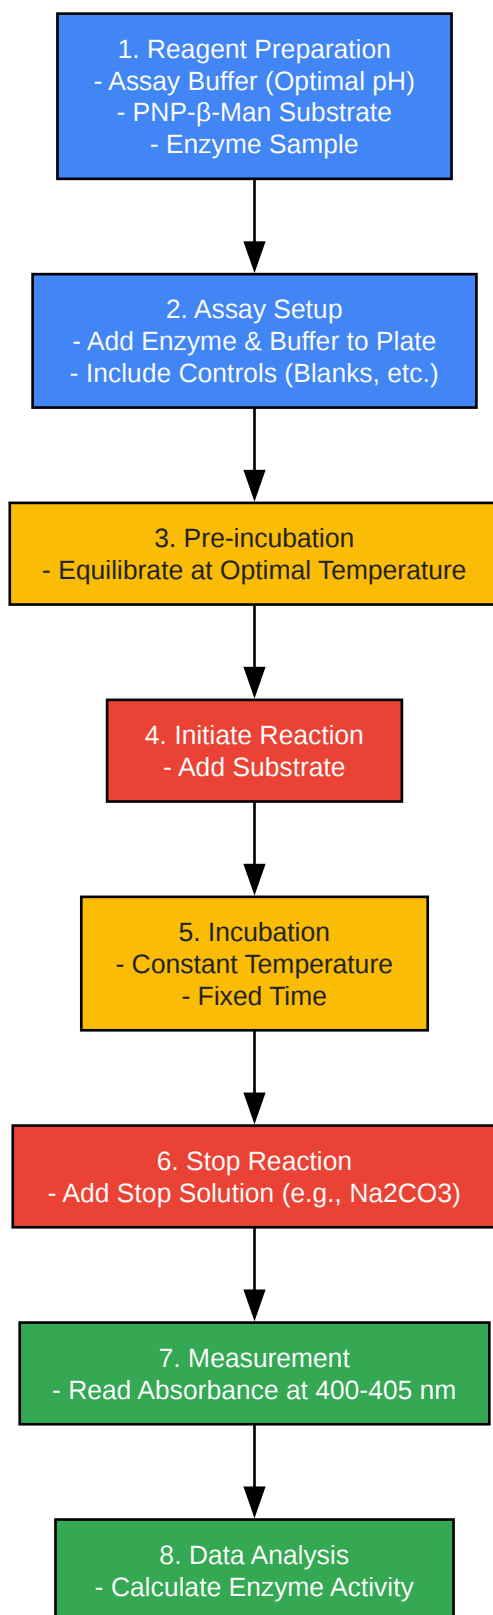 1. Reagent Preparation
- Assay Buffer (Optimal pH)
- PNP-β-Man Substrate
- Enzyme Sample
2. Assay Setup
- Add Enzyme & Buffer to Plate
- Include Controls (Blanks, etc.)
3. Pre-incubation
- Equilibrate at Optimal Temperature
4. Initiate Reaction
- Add Substrate
5. Incubation
- Constant Temperature
- Fixed Time
6. Stop Reaction
- Add Stop Solution (e.g., Na2CO3)
7. Measurement
- Read Absorbance at 400-405 nm
8. Data Analysis
- Calculate Enzyme Activity